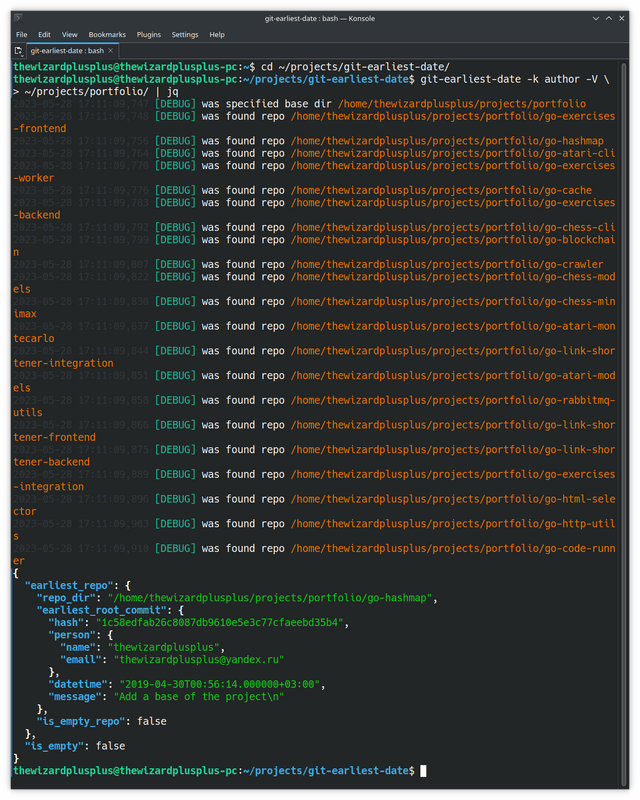 git-earliest-date : bash — Konsole
File Edit View Bookmarks Plugins Settings Help
git-earliest-date : bash
thewizardplusplus@thewizardplusplus-pc:~$ cd ~/projects/git-earliest-date/
thewizardplusplus@thewizardplusplus-pc:~/projects/git-earliest-date$ git-earliest-date -k author -V \
> ~/projects/portfolio/ | jq
2023-05-28 17:11:09,747 [DEBUG] was specified base dir /home/thewizardplusplus/projects/portfolio
2023-05-28 17:11:09,748 [DEBUG] was found repo /home/thewizardplusplus/projects/portfolio/go-exercises
-frontend
2023-05-28 17:11:09,756 [DEBUG] was found repo /home/thewizardplusplus/projects/portfolio/go-hashmap
2023-05-28 17:11:09,764 [DEBUG] was found repo /home/thewizardplusplus/projects/portfolio/go-atari-cli
2023-05-28 17:11:09,770 [DEBUG] was found repo /home/thewizardplusplus/projects/portfolio/go-exercises
-worker
2023-05-28 17:11:09,776 [DEBUG] was found repo /home/thewizardplusplus/projects/portfolio/go-cache
2023-05-28 17:11:09,783 [DEBUG] was found repo /home/thewizardplusplus/projects/portfolio/go-exercises
-backend
2023-05-28 17:11:09,792 [DEBUG] was found repo /home/thewizardplusplus/projects/portfolio/go-chess-cli
2023-05-28 17:11:09,799 [DEBUG] was found repo /home/thewizardplusplus/projects/portfolio/go-blockchai
n
2023-05-28 17:11:09,807 [DEBUG] was found repo /home/thewizardplusplus/projects/portfolio/go-crawler
2023-05-28 17:11:09,822 [DEBUG] was found repo /home/thewizardplusplus/projects/portfolio/go-chess-mod
els
2023-05-28 17:11:09,830 [DEBUG] was found repo /home/thewizardplusplus/projects/portfolio/go-chess-min
imax
2023-05-28 17:11:09,837 [DEBUG] was found repo /home/thewizardplusplus/projects/portfolio/go-atari-mon
tecarlo
2023-05-28 17:11:09,844 [DEBUG] was found repo /home/thewizardplusplus/projects/portfolio/go-link-shor
tener-integration
2023-05-28 17:11:09,851 [DEBUG] was found repo /home/thewizardplusplus/projects/portfolio/go-atari-mod
els
2023-05-28 17:11:09,858 [DEBUG] was found repo /home/thewizardplusplus/projects/portfolio/go-rabbitmq-
utils
2023-05-28 17:11:09,866 [DEBUG] was found repo /home/thewizardplusplus/projects/portfolio/go-link-shor
tener-frontend
2023-05-28 17:11:09,875 [DEBUG] was found repo /home/thewizardplusplus/projects/portfolio/go-link-shor
tener-backend
2023-05-28 17:11:09,889 [DEBUG] was found repo /home/thewizardplusplus/projects/portfolio/go-exercises
-integration
2023-05-28 17:11:09,896 [DEBUG] was found repo /home/thewizardplusplus/projects/portfolio/go-html-sele
ctor
2023-05-28 17:11:09,903 [DEBUG] was found repo /home/thewizardplusplus/projects/portfolio/go-http-util
s
2023-05-28 17:11:09,910 [DEBUG] was found repo /home/thewizardplusplus/projects/portfolio/go-code-runn
er
{
"earliest_repo": {
"repo_dir": "/home/thewizardplusplus/projects/portfolio/go-hashmap",
"earliest_root_commit": {
"hash": "1c58edfab26c8087db9610e5e3c77cfaeebd35b4",
"person": {
"name": "thewizardplusplus",
"email": "thewizardplusplus@yandex.ru"
},
"datetime": "2019-04-30T00:56:14.000000+03:00",
"message": "Add a base of the project\n"
},
"is_empty_repo": false
},
"is_empty": false
}
thewizardplusplus@thewizardplusplus-pc:~/projects/git-earliest-date$